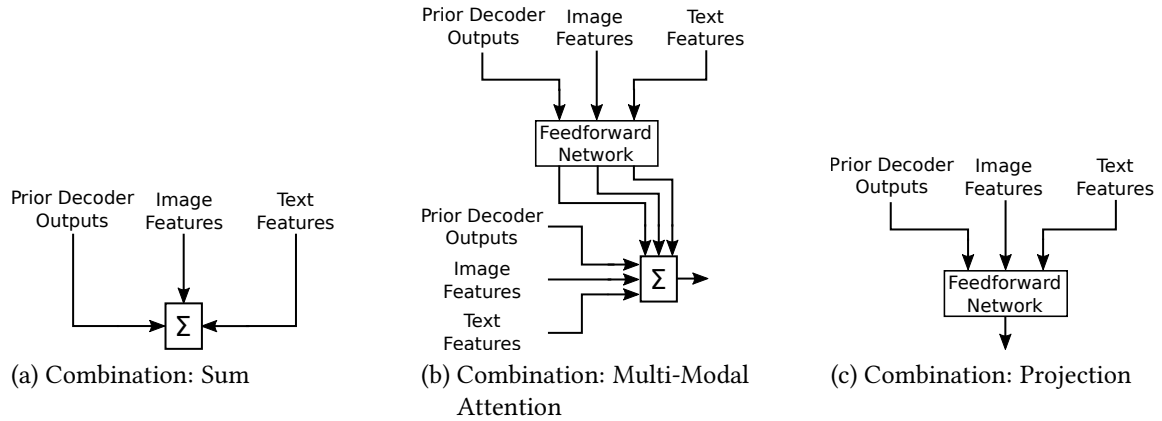 Prior Decoder
Outputs
Image
Features
Text
Features
Σ
(a) Combination: Sum
Prior Decoder
Outputs
Image
Features
Text
Features
Feedforward
Network
Prior Decoder
Outputs
Image
Features
Text
Features
Σ
(b) Combination: Multi-Modal
Attention
Prior Decoder
Outputs
Image
Features
Text
Features
Feedforward
Network
(c) Combination: Projection